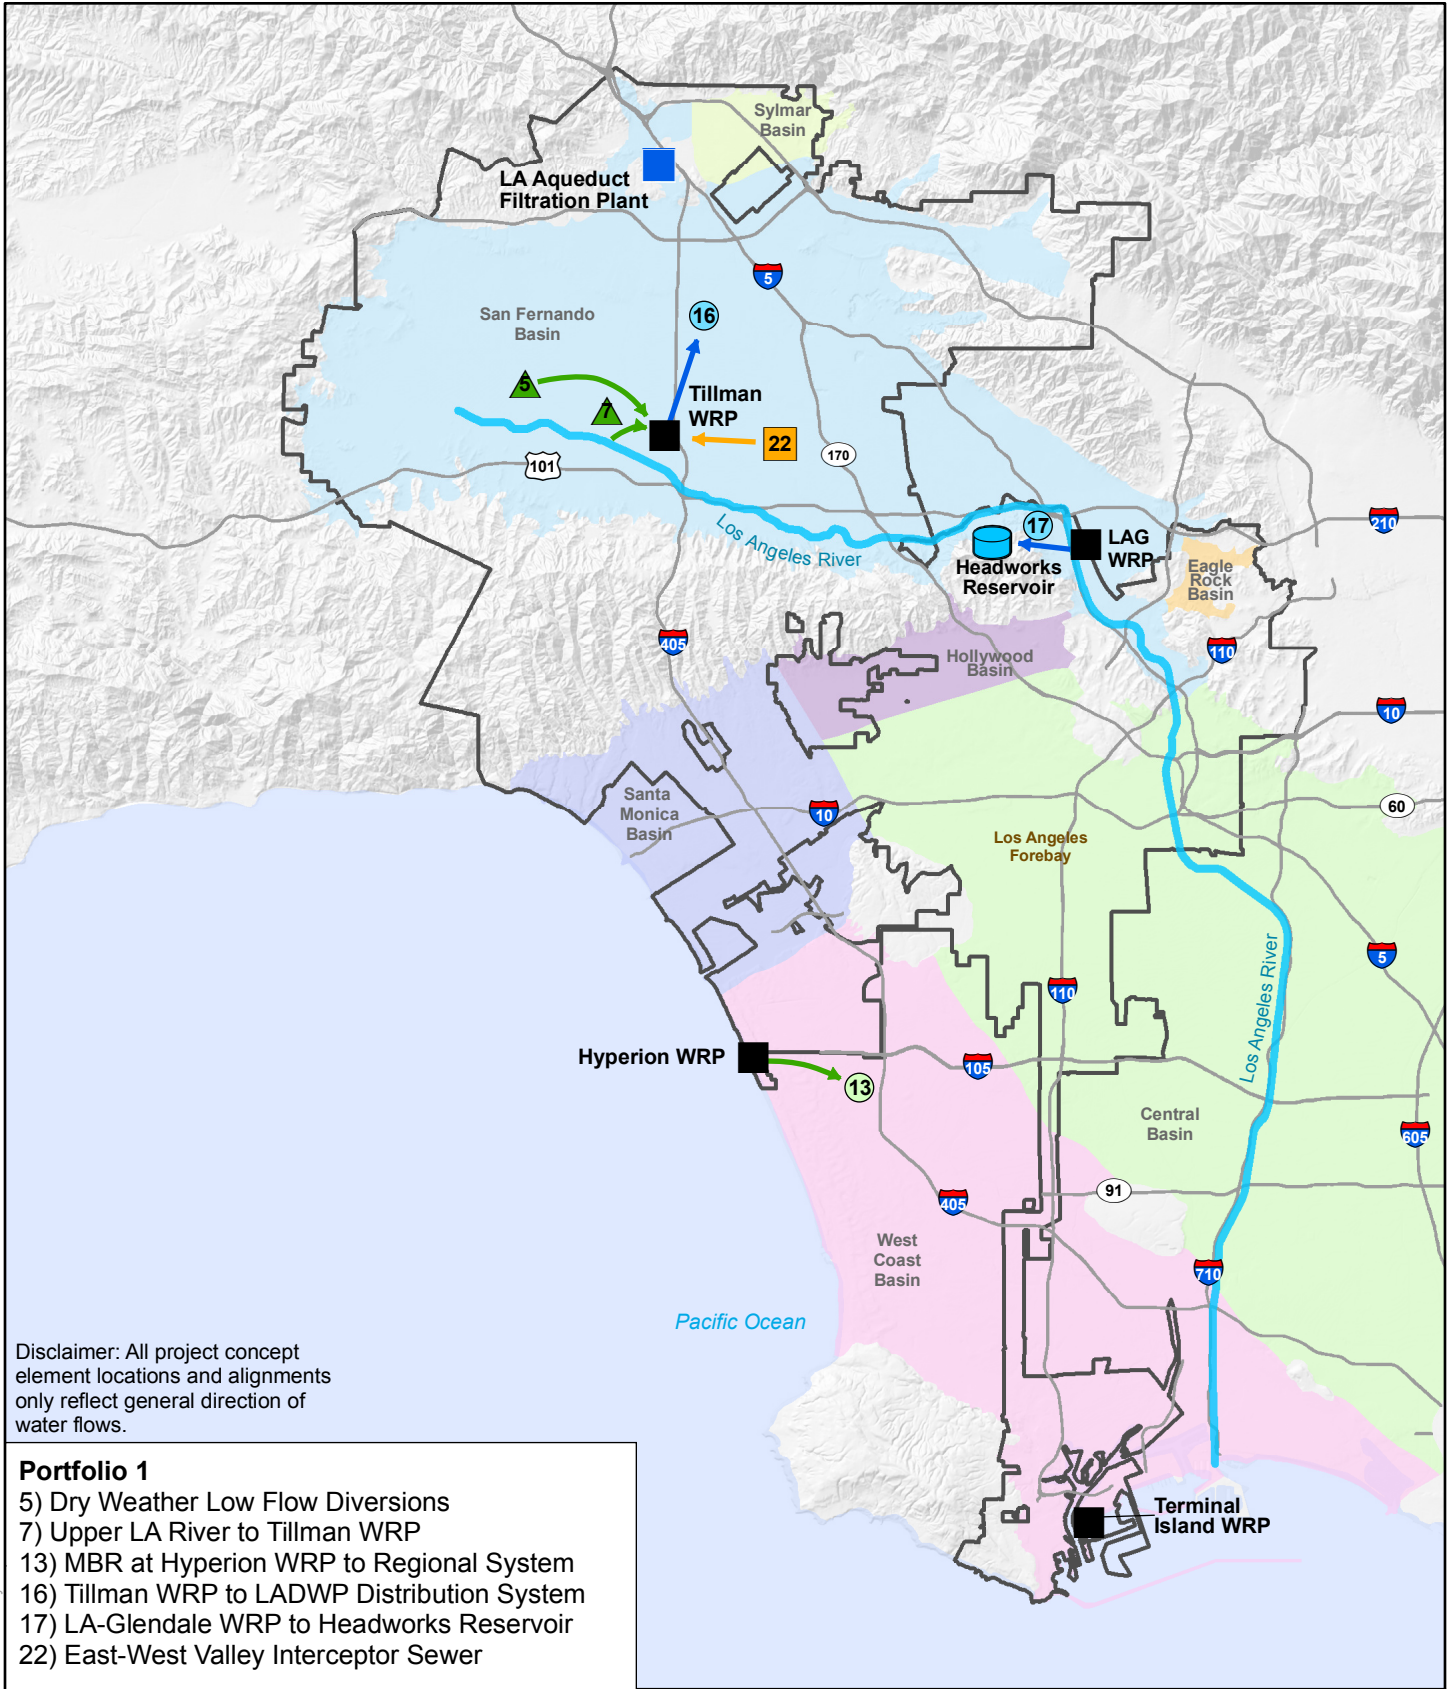 Sylmar
Basin
LA Aqueduct
Filtration Plant
5
San Fernando
Basin
16
5
7
Tillman
WRP
22
170
101
Los Angeles River
17
Headworks
Reservoir
LAG
WRP
210
Eagle
Rock
Basin
405
110
Hollywood
Basin
10
Santa
Monica
Basin
10
60
Los Angeles
Forebay
5
110
Los Angeles River
Hyperion WRP
13
105
Central
Basin
605
405
91
West
Coast
Basin
710
Pacific Ocean
Disclaimer: All project concept
element locations and alignments
only reflect general direction of
water flows.
Terminal
Island WRP
Portfolio 1
5) Dry Weather Low Flow Diversions
7) Upper LA River to Tillman WRP
13) MBR at Hyperion WRP to Regional System
16) Tillman WRP to LADWP Distribution System
17) LA-Glendale WRP to Headworks Reservoir
22) East-West Valley Interceptor Sewer